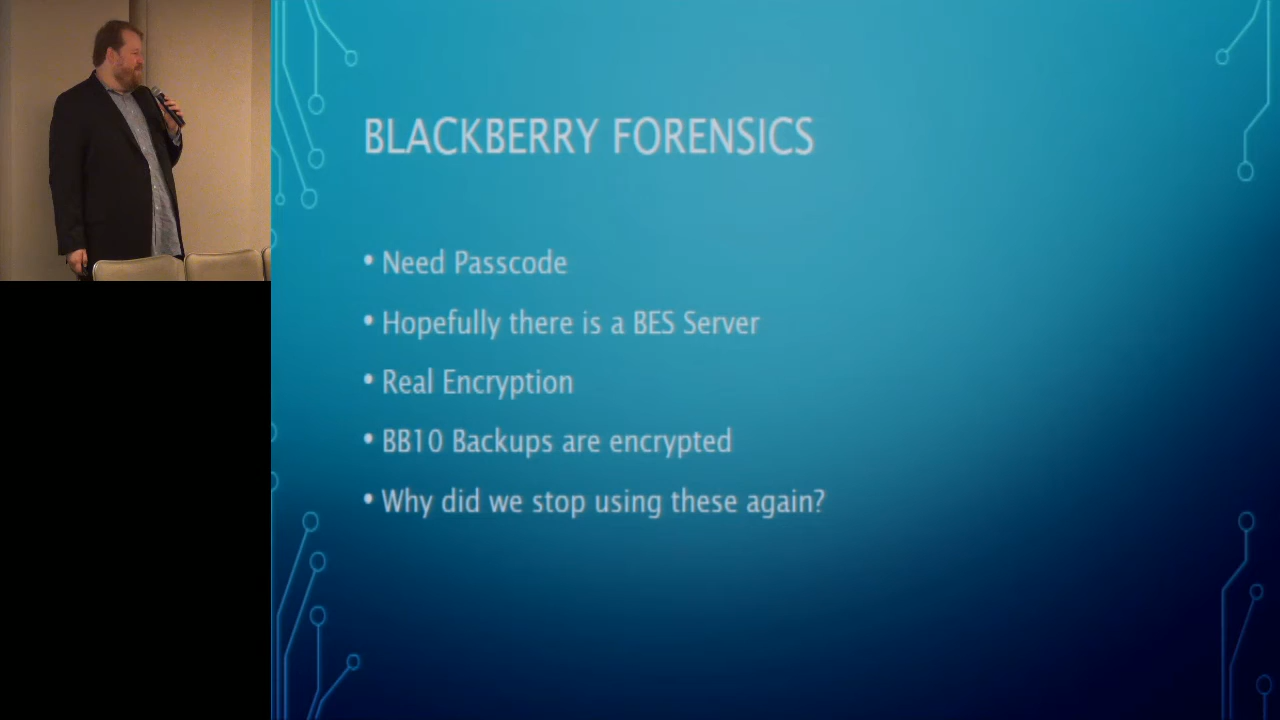 BLACKBERRY FORENSICS
• Need Passcode
• Hopefully there is a BES Server
• Real Encryption
• BB10 Backups are encrypted
• Why did we stop using these again?